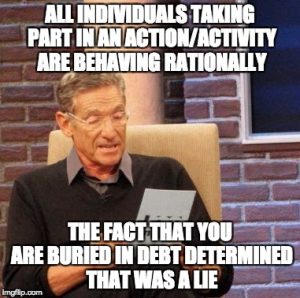 ALL INDIVIDUALS TAKING
PART IN AN ACTION/ACTIVITY
ARE BEHAVING RATIONALLY
THE FACT THAT YOU
ARE BURIED IN DEBT DETERMINED
THAT WAS A LIE
imgflip.com